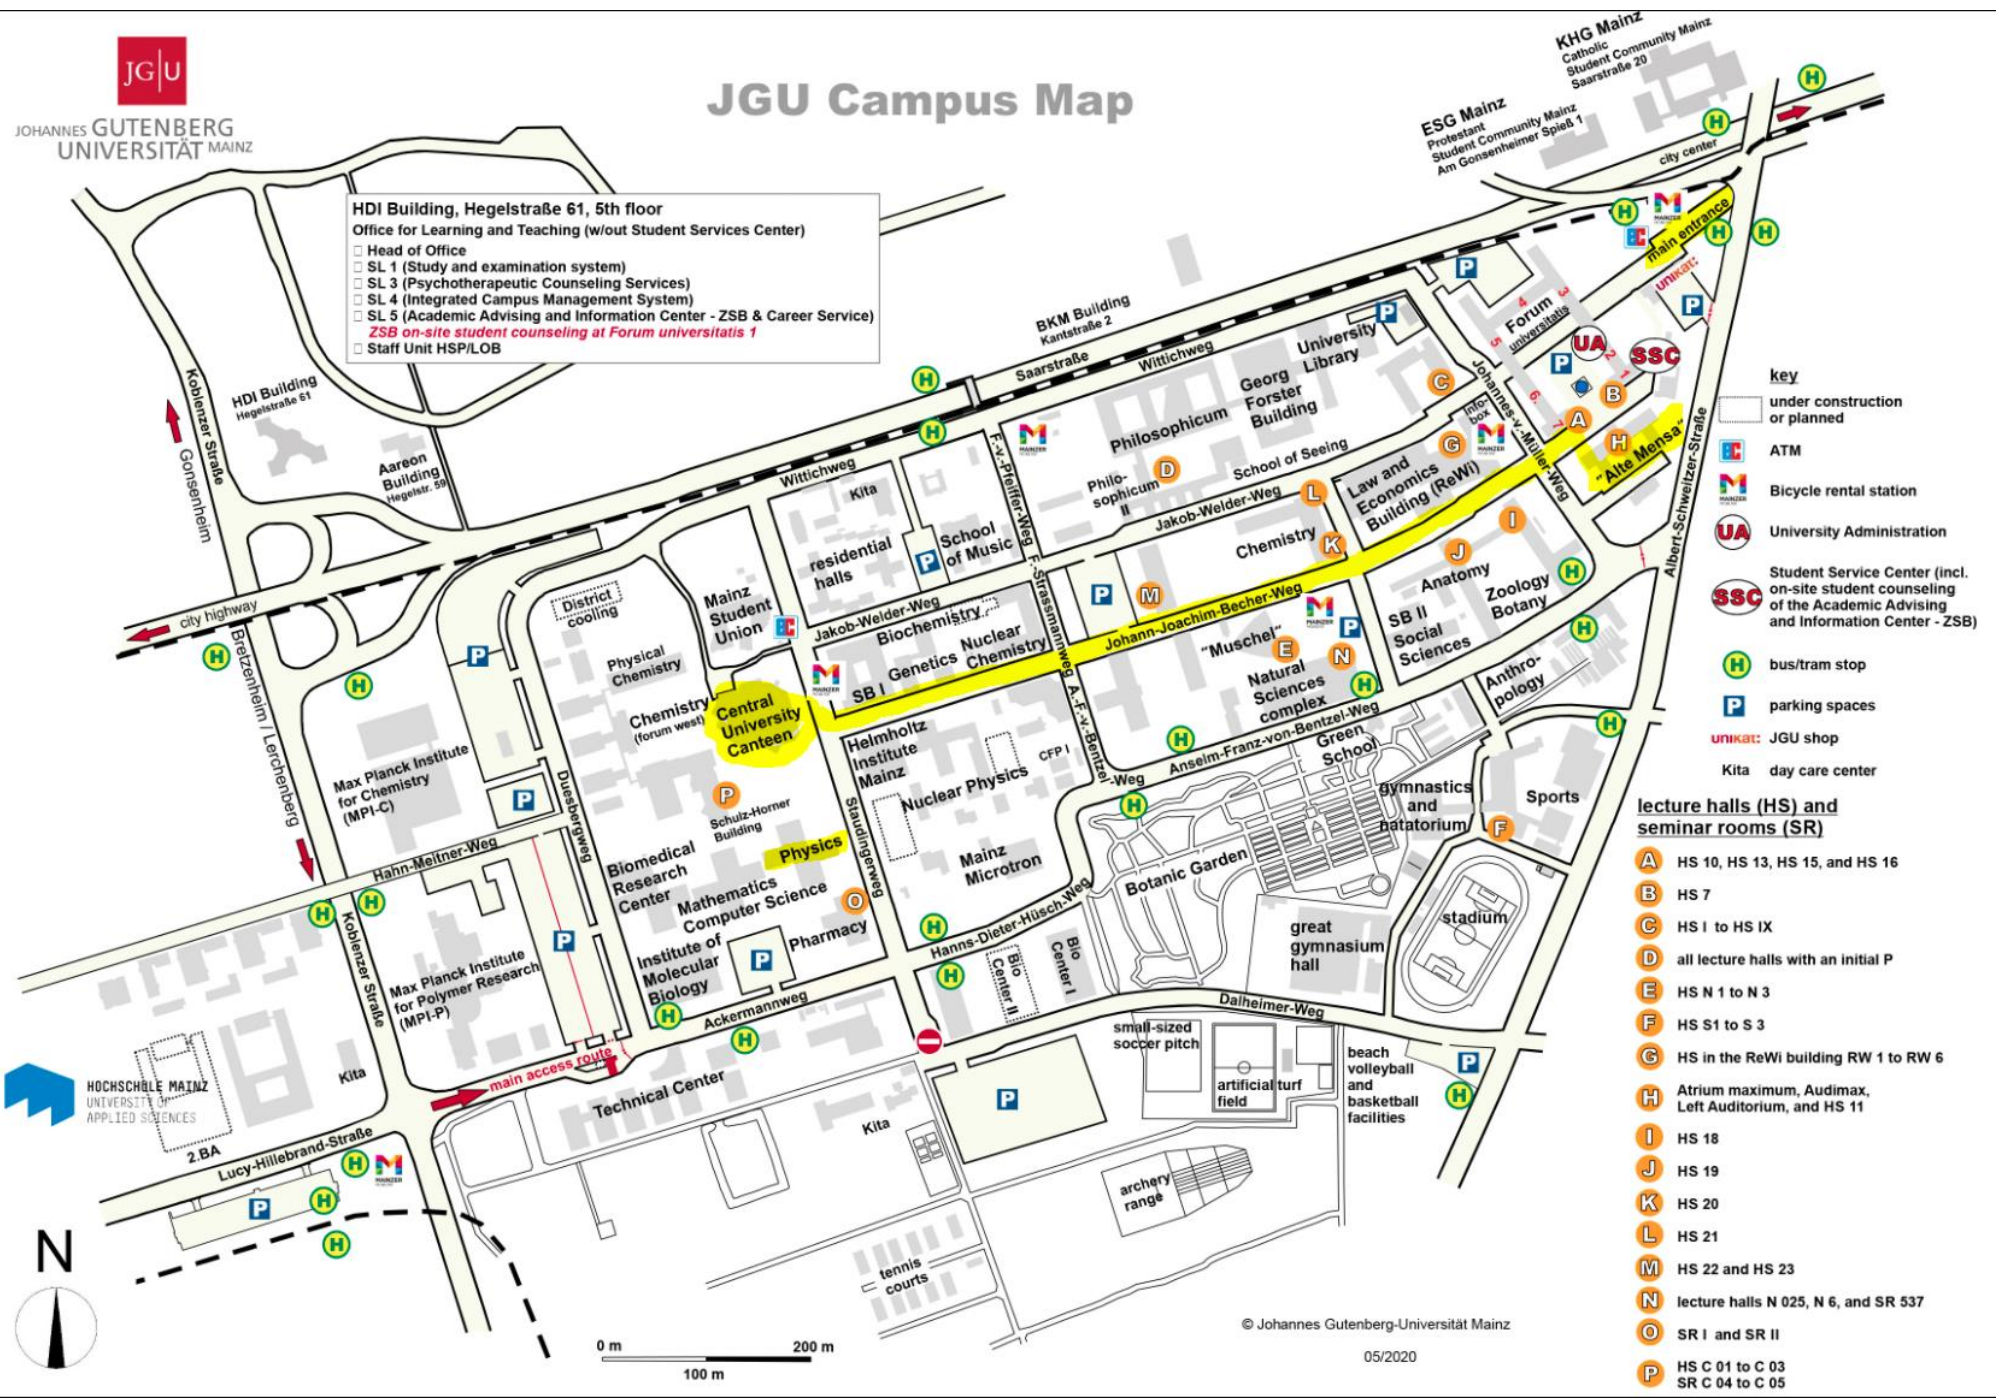 JG|U
JOHANNES GUTENBERG
UNIVERSITÄT MAINZ
JGU Campus Map
KHG Mainz
Catholic
Student Community Mainz
Saarstraße 20
ESG Mainz
Protestant
Student Community Mainz
Am Gonsenheimer Spieß 1
city center
HDI Building, Hegelstraße 61, 5th floor
Office for Learning and Teaching (w/out Student Services Center)
Head of Office
SL 1 (Study and examination system)
SL 3 (Psychotherapeutic Counseling Services)
SL 4 (Integrated Campus Management System)
SL 5 (Academic Advising and Information Center - ZSB & Career Service)
ZSB on-site student counseling at Forum universitatis 1
Staff Unit HSP/LOB
main entrance
unikat:
Forum
universitatis
1
2
3
4
5
6.
7
UA
SSC
BKM Building
Kantstraße 2
Saarstraße
Wittichweg
University
Library
Georg
Forster
Building
Philosophicum
Philo-
sophicum
II
School of Seeing
Info-
box
Johannes-v.-Müller-Weg
"Alte Mensa"
Albert-Schweitzer-Straße
Koblenzer Straße
Gonsenheim
HDI Building
Hegelstraße 61
Aareon
Building
Hegelstr. 59
Wittichweg
F.-v.-Pfeiffer-Weg
Kita
residential
halls
School
of Music
Jakob-Welder-Weg
Law and
Economics
Building (ReWi)
Chemistry
Anatomy
Zoology
Botany
city highway
Bretzenheim / Lerchenberg
District
cooling
Mainz
Student
Union
Jakob-Welder-Weg
Biochemistry
Genetics
Nuclear
Chemistry
SB I
F.-Strassmannweg
Johann-Joachim-Becher-Weg
"Muschel"
Natural
Sciences
complex
SB II
Social
Sciences
Anthro-
pology
Physical
Chemistry
Chemistry
(forum west)
Central
University
Canteen
Helmholtz
Institute
Mainz
Nuclear Physics
CFP I
A.-F.-v.-Bentzel
-Weg
Anselm-Franz-von-Bentzel-Weg
Green
School
gymnastics
and
natatorium
Sports
Max Planck Institute
for Chemistry
(MPI-C)
Duesbergweg
Schulz-Horner
Building
Physics
Staudingerweg
Mainz
Microtron
Botanic Garden
Hahn-Meitner-Weg
Biomedical
Research
Center
Mathematics
Computer Science
Pharmacy
Institute of
Molecular
Biology
Hanns-Dieter-Hüsch-Weg
Bio
Center II
Bio
Center I
great
gymnasium
hall
stadium
Koblenzer Straße
Max Planck Institute
for Polymer Research
(MPI-P)
Ackermannweg
Dalheimer-Weg
main access route
Technical Center
small-sized
soccer pitch
artificial turf
field
beach
volleyball
and
basketball
facilities
HOCHSCHULE MAINZ
UNIVERSITY OF
APPLIED SCIENCES
Kita
2.BA
Lucy-Hillebrand-Straße
Kita
archery
range
tennis
courts
N
0 m
200 m
100 m
© Johannes Gutenberg-Universität Mainz
05/2020
key
under construction
or planned
ATM
Bicycle rental station
UA University Administration
SSC Student Service Center (incl.
on-site student counseling
of the Academic Advising
and Information Center - ZSB)
H bus/tram stop
P parking spaces
unikat: JGU shop
Kita day care center
lecture halls (HS) and
seminar rooms (SR)
A HS 10, HS 13, HS 15, and HS 16
B HS 7
C HS I to HS IX
D all lecture halls with an initial P
E HS N 1 to N 3
F HS S1 to S 3
G HS in the ReWi building RW 1 to RW 6
H Atrium maximum, Audimax,
Left Auditorium, and HS 11
I HS 18
J HS 19
K HS 20
L HS 21
M HS 22 and HS 23
N lecture halls N 025, N 6, and SR 537
O SR I and SR II
P HS C 01 to C 03
SR C 04 to C 05